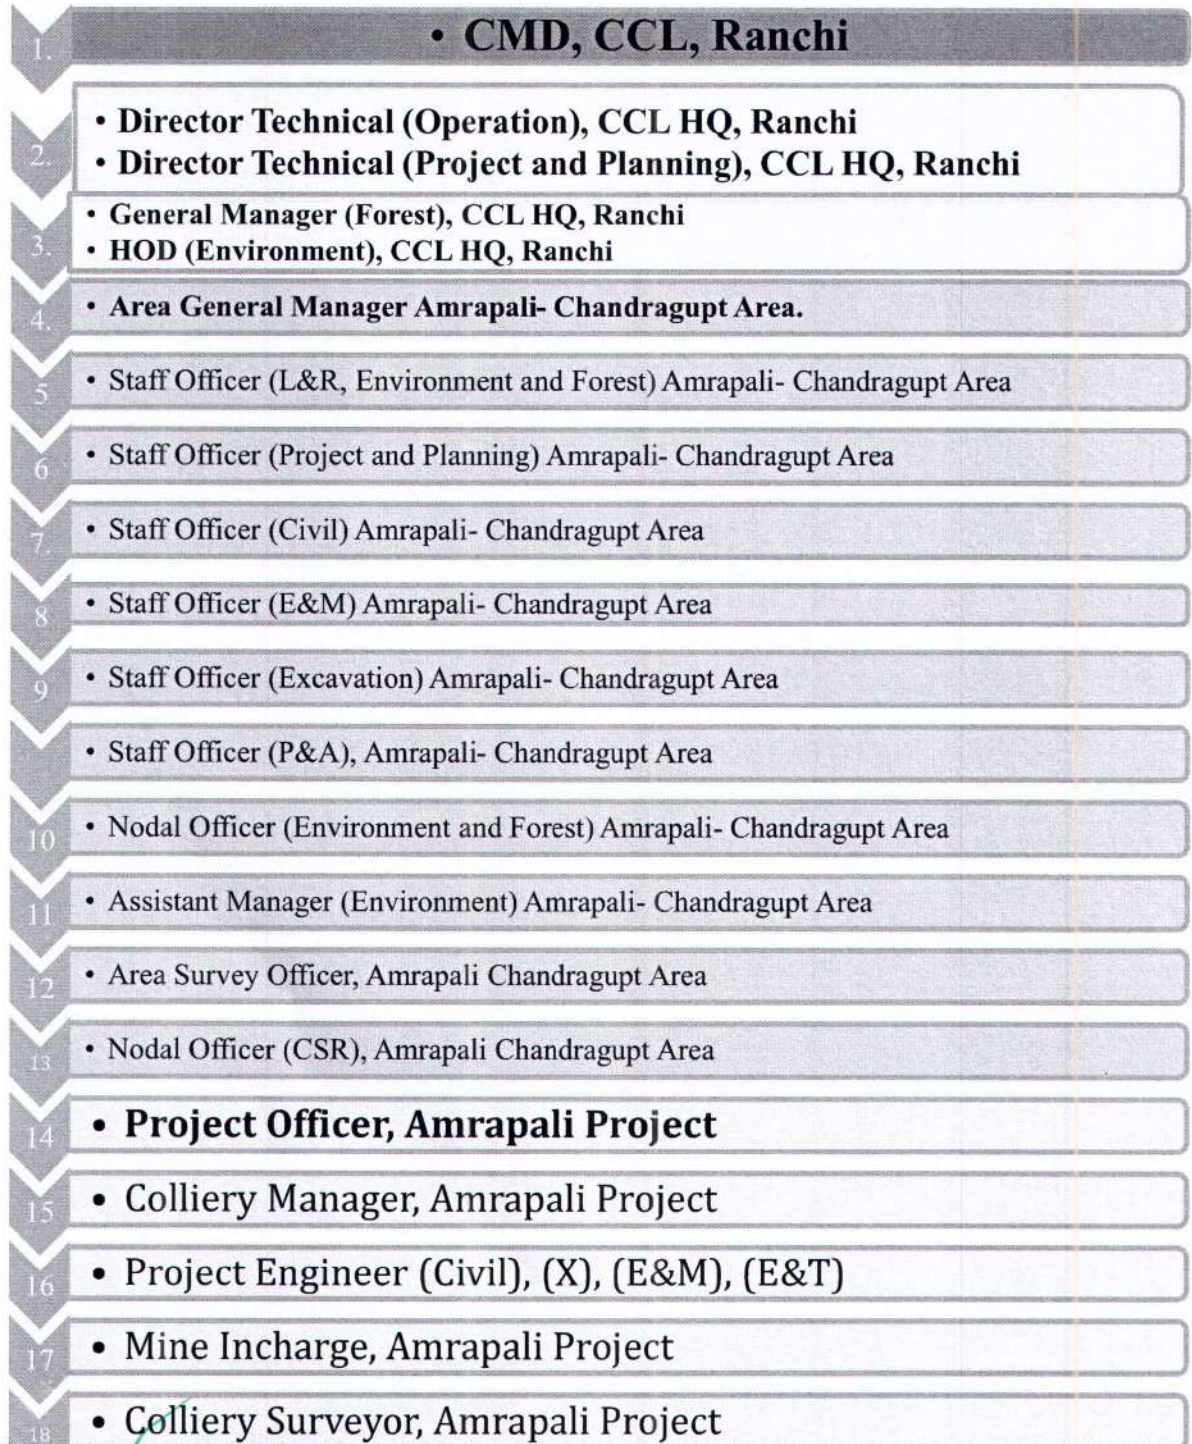 1. • CMD, CCL, Ranchi
2. • Director Technical (Operation), CCL HQ, Ranchi
• Director Technical (Project and Planning), CCL HQ, Ranchi
3. • General Manager (Forest), CCL HQ, Ranchi
• HOD (Environment), CCL HQ, Ranchi
4. • Area General Manager Amrapali- Chandragupt Area.
5 • Staff Officer (L&R, Environment and Forest) Amrapali- Chandragupt Area
6 • Staff Officer (Project and Planning) Amrapali- Chandragupt Area
7. • Staff Officer (Civil) Amrapali- Chandragupt Area
8 • Staff Officer (E&M) Amrapali- Chandragupt Area
9 • Staff Officer (Excavation) Amrapali- Chandragupt Area
• Staff Officer (P&A), Amrapali- Chandragupt Area
10 • Nodal Officer (Environment and Forest) Amrapali- Chandragupt Area
11 • Assistant Manager (Environment) Amrapali- Chandragupt Area
12 • Area Survey Officer, Amrapali Chandragupt Area
13 • Nodal Officer (CSR), Amrapali Chandragupt Area
14 • Project Officer, Amrapali Project
15 • Colliery Manager, Amrapali Project
16 • Project Engineer (Civil), (X), (E&M), (E&T)
17 • Mine Incharge, Amrapali Project
18 • Colliery Surveyor, Amrapali Project